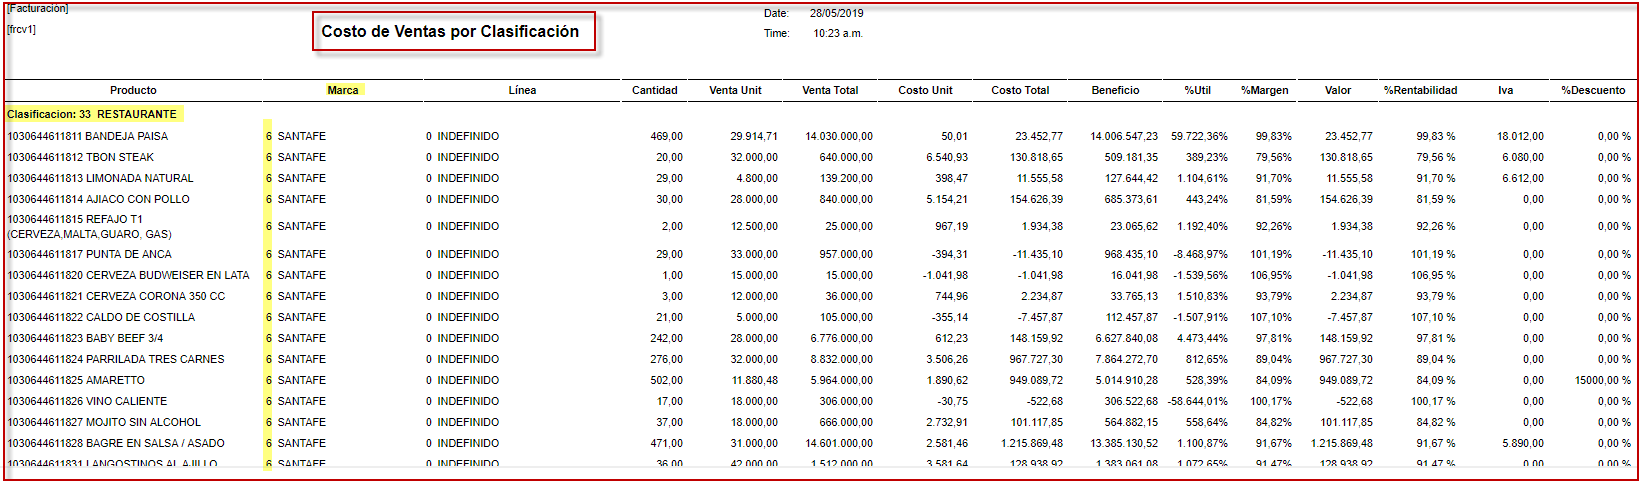 [Facturación]
Date: 28/05/2019
[frcv1]
Costo de Ventas por Clasificación
Time: 10:23 a.m.
Producto Marca Línea Cantidad Venta Unit Venta Total Costo Unit Costo Total Beneficio %Util %Margen Valor %Rentabilidad Iva %Descuento
Clasificacion: 33 RESTAURANTE
1030644611811 BANDEJA PAISA 6 SANTAFE 0 INDEFINIDO 469,00 29.914,71 14.030.000,00 50,01 23.452,77 14.006.547,23 59.722,36% 99,83% 23.452,77 99,83 % 18.012,00 0,00 %
1030644611812 TBON STEAK 6 SANTAFE 0 INDEFINIDO 20,00 32.000,00 640.000,00 6.540,93 130.818,65 509.181,35 389,23% 79,56% 130.818,65 79,56 % 6.080,00 0,00 %
1030644611813 LIMONADA NATURAL 6 SANTAFE 0 INDEFINIDO 29,00 4.800,00 139.200,00 398,47 11.555,58 127.644,42 1.104,61% 91,70% 11.555,58 91,70 % 6.612,00 0,00 %
1030644611814 AJIACO CON POLLO 6 SANTAFE 0 INDEFINIDO 30,00 28.000,00 840.000,00 5.154,21 154.626,39 685.373,61 443,24% 81,59% 154.626,39 81,59 % 0,00 0,00 %
1030644611815 REFAJO T1
(CERVEZA,MALTA,GUARO, GAS) 6 SANTAFE 0 INDEFINIDO 2,00 12.500,00 25.000,00 967,19 1.934,38 23.065,62 1.192,40% 92,26% 1.934,38 92,26 % 0,00 0,00 %
1030644611817 PUNTA DE ANCA 6 SANTAFE 0 INDEFINIDO 29,00 33.000,00 957.000,00 -394,31 -11.435,10 968.435,10 -8.468,97% 101,19% -11.435,10 101,19 % 0,00 0,00 %
1030644611820 CERVEZA BUDWEISER EN LATA 6 SANTAFE 0 INDEFINIDO 1,00 15.000,00 15.000,00 -1.041,98 -1.041,98 16.041,98 -1.539,56% 106,95% -1.041,98 106,95 % 0,00 0,00 %
1030644611821 CERVEZA CORONA 350 CC 6 SANTAFE 0 INDEFINIDO 3,00 12.000,00 36.000,00 744,96 2.234,87 33.765,13 1.510,83% 93,79% 2.234,87 93,79 % 0,00 0,00 %
1030644611822 CALDO DE COSTILLA 6 SANTAFE 0 INDEFINIDO 21,00 5.000,00 105.000,00 -355,14 -7.457,87 112.457,87 -1.507,91% 107,10% -7.457,87 107,10 % 0,00 0,00 %
1030644611823 BABY BEEF 3/4 6 SANTAFE 0 INDEFINIDO 242,00 28.000,00 6.776.000,00 612,23 148.159,92 6.627.840,08 4.473,44% 97,81% 148.159,92 97,81 % 0,00 0,00 %
1030644611824 PARRILADA TRES CARNES 6 SANTAFE 0 INDEFINIDO 276,00 32.000,00 8.832.000,00 3.506,26 967.727,30 7.864.272,70 812,65% 89,04% 967.727,30 89,04 % 0,00 0,00 %
1030644611825 AMARETTO 6 SANTAFE 0 INDEFINIDO 502,00 11.880,48 5.964.000,00 1.890,62 949.089,72 5.014.910,28 528,39% 84,09% 949.089,72 84,09 % 0,00 15000,00 %
1030644611826 VINO CALIENTE 6 SANTAFE 0 INDEFINIDO 17,00 18.000,00 306.000,00 -30,75 -522,68 306.522,68 -58.644,01% 100,17% -522,68 100,17 % 0,00 0,00 %
1030644611827 MOJITO SIN ALCOHOL 6 SANTAFE 0 INDEFINIDO 37,00 18.000,00 666.000,00 2.732,91 101.117,85 564.882,15 558,64% 84,82% 101.117,85 84,82 % 0,00 0,00 %
1030644611828 BAGRE EN SALSA / ASADO 6 SANTAFE 0 INDEFINIDO 471,00 31.000,00 14.601.000,00 2.581,46 1.215.869,48 13.385.130,52 1.100,87% 91,67% 1.215.869,48 91,67 % 5.890,00 0,00 %
1030644611831 LANGOSTINOS AL AJILLO 6 SANTAFE 0 INDEFINIDO 36,00 42.000,00 1.512.000,00 3.581,64 128.938,92 1.383.061,08 1.072,65% 91,47% 128.938,92 91,47 % 0,00 0,00 %